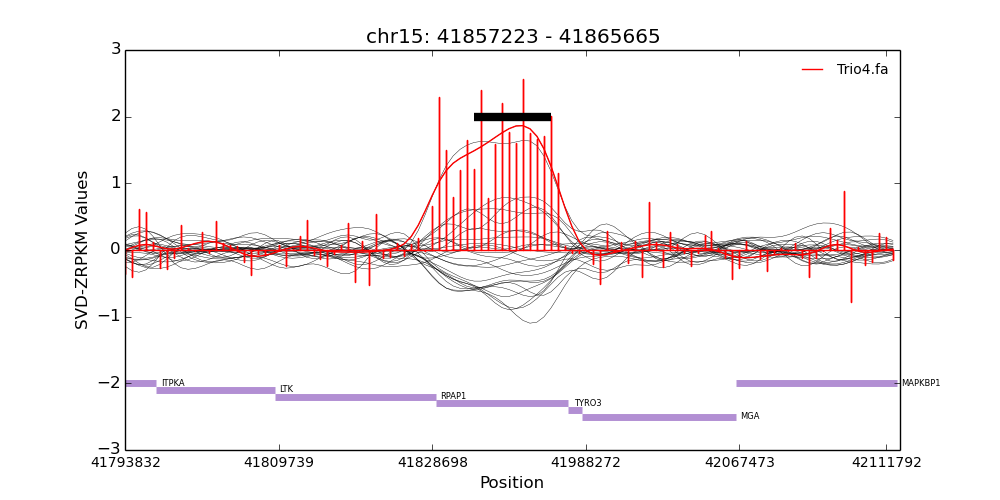 chr15: 41857223 - 41865665
Trio4.fa
3
2
1
0
−1
−2
−3
SVD-ZRPKM Values
ITPKA
LTK
RPAP1
TYRO3
MGA
MAPKBP1
41793832 41809739 41828698 41988272 42067473 42111792
Position